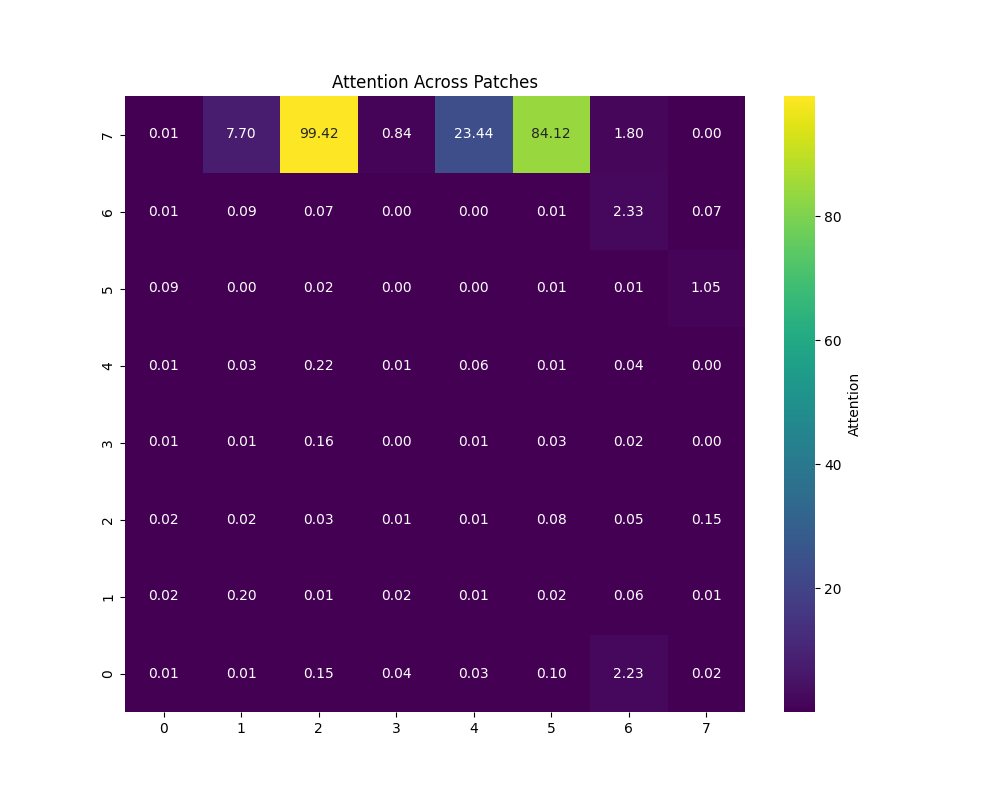 Attention Across Patches
7 0.01 7.70 99.42 0.84 23.44 84.12 1.80 0.00
6 0.01 0.09 0.07 0.00 0.00 0.01 2.33 0.07
5 0.09 0.00 0.02 0.00 0.00 0.01 0.01 1.05
4 0.01 0.03 0.22 0.01 0.06 0.01 0.04 0.00
3 0.01 0.01 0.16 0.00 0.01 0.03 0.02 0.00
2 0.02 0.02 0.03 0.01 0.01 0.08 0.05 0.15
1 0.02 0.20 0.01 0.02 0.01 0.02 0.06 0.01
0 0.01 0.01 0.15 0.04 0.03 0.10 2.23 0.02
0 1 2 3 4 5 6 7
80
60
40
20
Attention